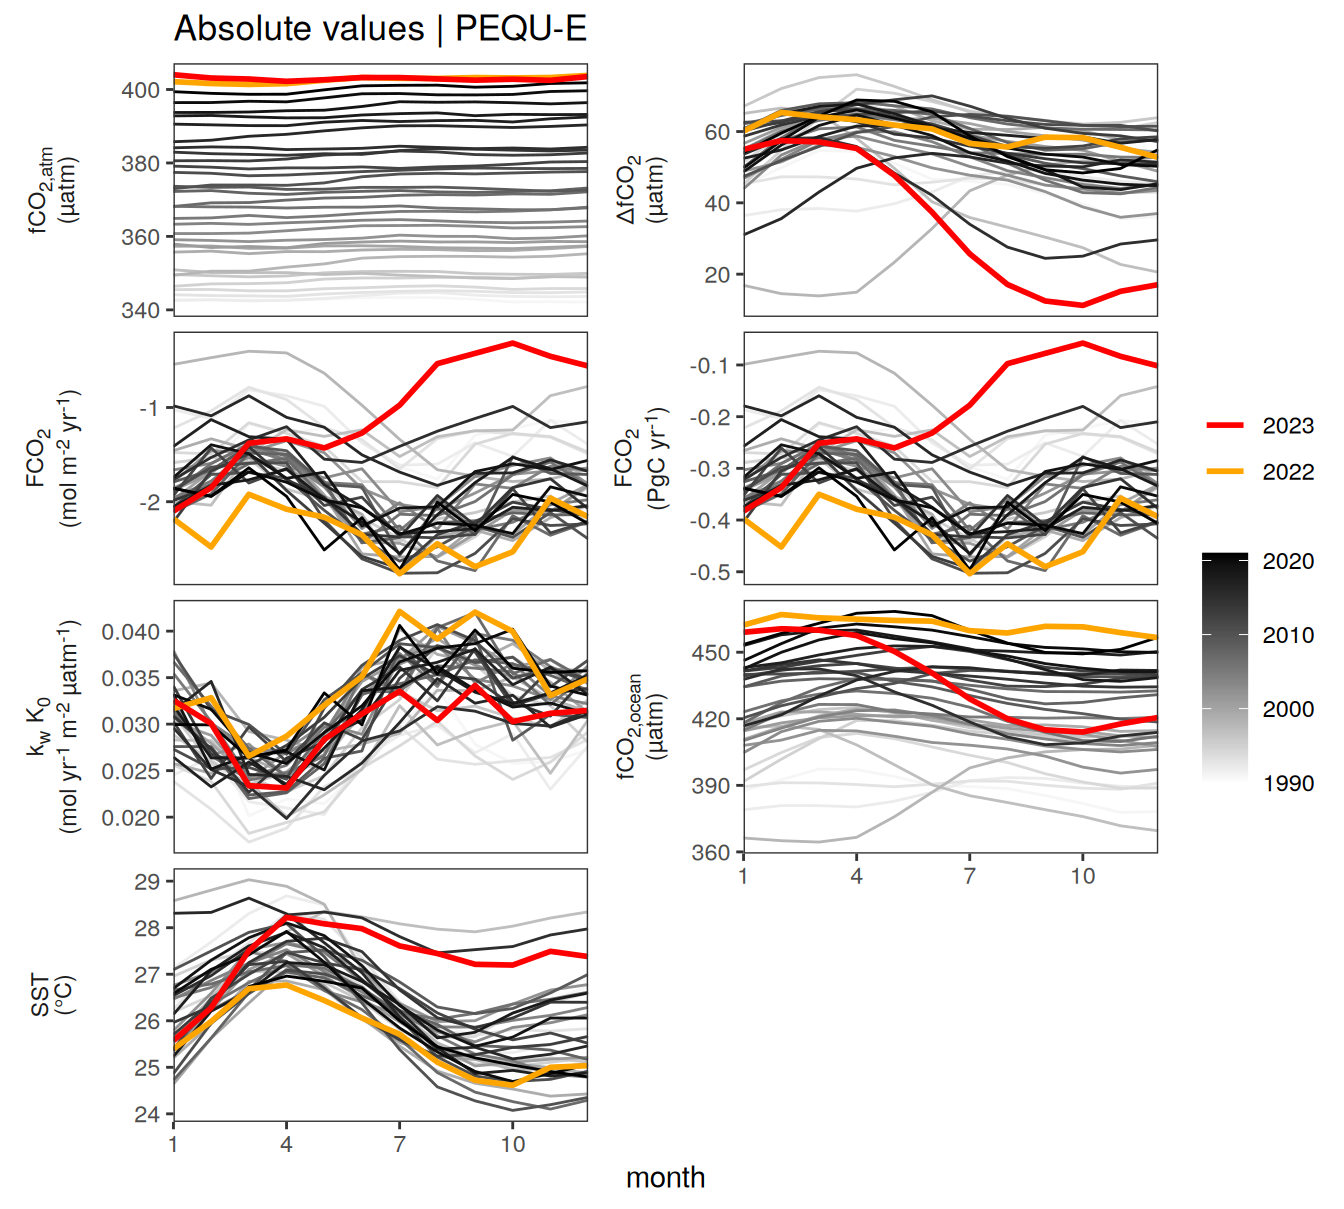 Absolute values | PEQU-E
fCO2,atm
(µatm)
400
380
360
340
ΔfCO2
(µatm)
60
40
20
FCO2
(mol m-2 yr-1)
-1
-2
FCO2
(PgC yr-1)
-0.1
-0.2
-0.3
-0.4
-0.5
kw K0
(mol yr-1 m-2 µatm-1)
0.040
0.035
0.030
0.025
0.020
fCO2,ocean
(µatm)
450
420
390
360
1 4 7 10
SST
(°C)
29
28
27
26
25
24
1 4 7 10
month
2023
2022
2020
2010
2000
1990